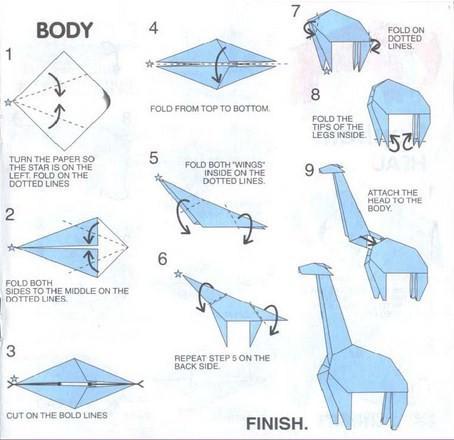 BODY
1
TURN THE PAPER SO
THE STAR IS ON THE
LEFT. FOLD ON THE
DOTTED LINES
2
FOLD BOTH
SIDES TO THE MIDDLE ON THE
DOTTED LINES.
3
CUT ON THE BOLD LINES
4
FOLD FROM TOP TO BOTTOM.
5
FOLD BOTH "WINGS"
INSIDE ON THE
DOTTED LINES.
6
REPEAT STEP 5 ON THE
BACK SIDE.
7
FOLD ON
DOTTED
LINES.
8
FOLD THE
TIPS OF THE
LEGS INSIDE.
9
ATTACH THE
HEAD TO THE
BODY.
FINISH.